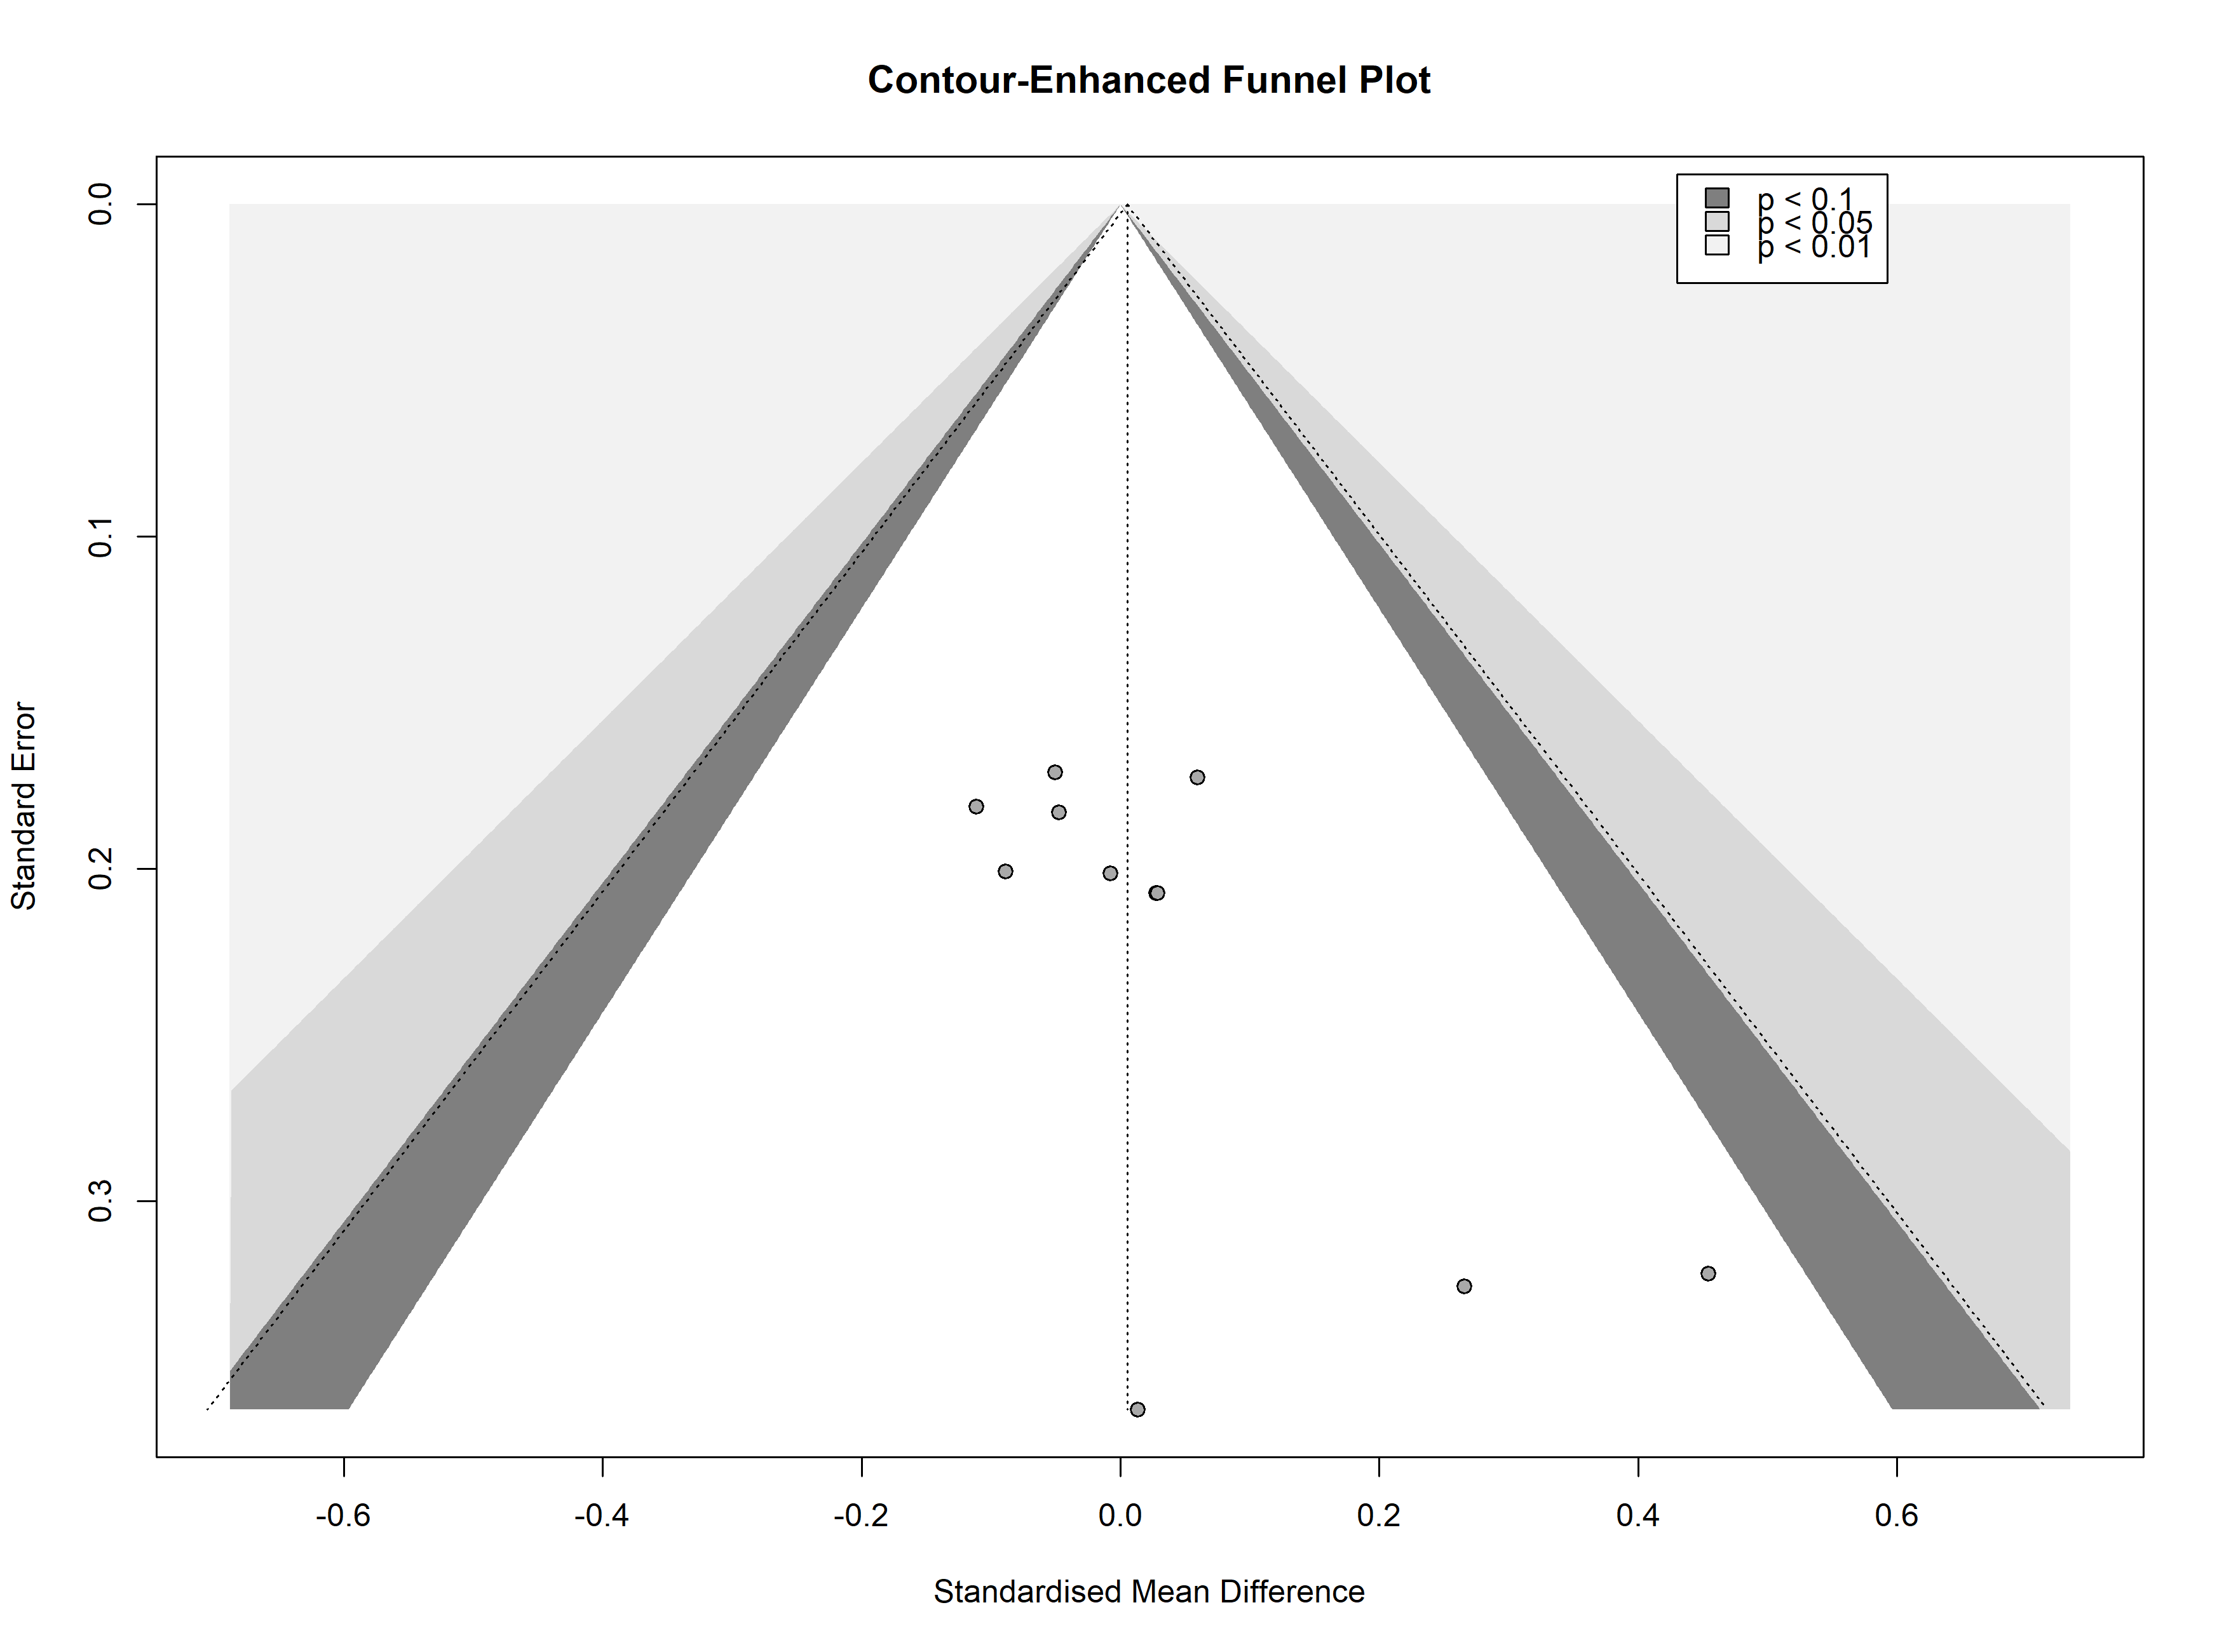 Contour-Enhanced Funnel Plot
p < 0.1
p < 0.05
p < 0.01
0.0
0.1
0.2
0.3
Standard Error
-0.6 -0.4 -0.2 0.0 0.2 0.4 0.6
Standardised Mean Difference